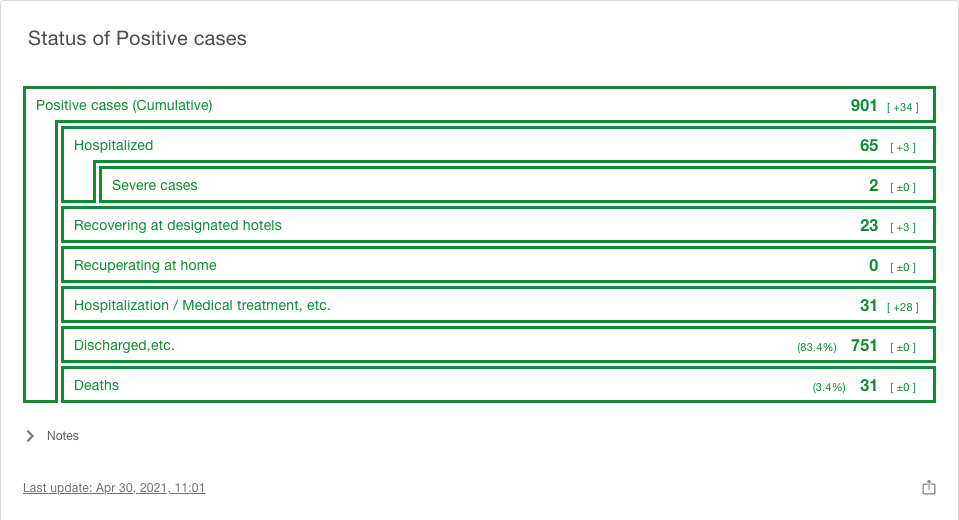 Status of Positive cases
Positive cases (Cumulative) 901 [ +34 ]
Hospitalized 65 [ +3 ]
Severe cases 2 [ ±0 ]
Recovering at designated hotels 23 [ +3 ]
Recuperating at home 0 [ ±0 ]
Hospitalization / Medical treatment, etc. 31 [ +28 ]
Discharged,etc. (83.4%) 751 [ ±0 ]
Deaths (3.4%) 31 [ ±0 ]
Notes
Last update: Apr 30, 2021, 11:01